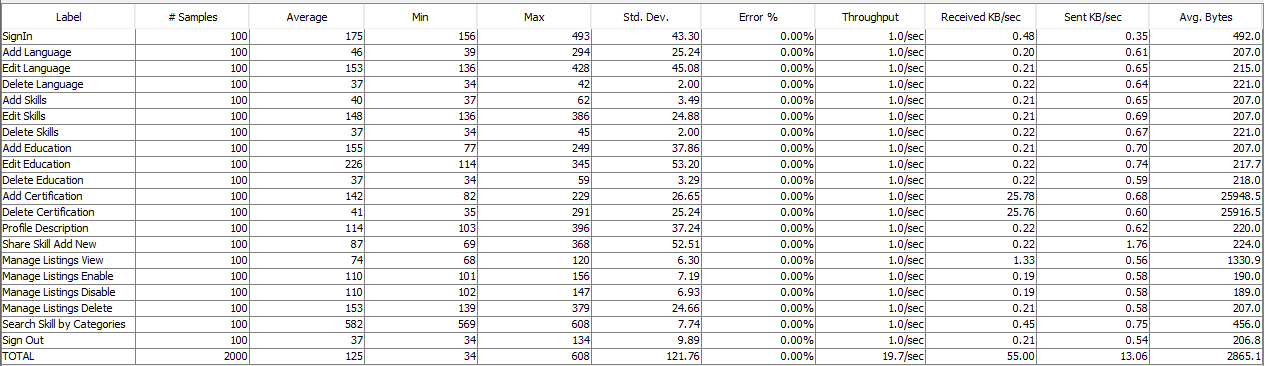 Label # Samples Average Min Max Std. Dev. Error % Throughput Received KB/sec Sent KB/sec Avg. Bytes
SignIn 100 175 156 493 43.30 0.00% 1.0/sec 0.48 0.35 492.0
Add Language 100 46 39 294 25.24 0.00% 1.0/sec 0.20 0.61 207.0
Edit Language 100 153 136 428 45.08 0.00% 1.0/sec 0.21 0.65 215.0
Delete Language 100 37 34 42 2.00 0.00% 1.0/sec 0.22 0.64 221.0
Add Skills 100 40 37 62 3.49 0.00% 1.0/sec 0.21 0.65 207.0
Edit Skills 100 148 136 386 24.88 0.00% 1.0/sec 0.21 0.69 207.0
Delete Skills 100 37 34 45 2.00 0.00% 1.0/sec 0.22 0.67 221.0
Add Education 100 155 77 249 37.86 0.00% 1.0/sec 0.21 0.70 207.0
Edit Education 100 226 114 345 53.20 0.00% 1.0/sec 0.22 0.74 217.7
Delete Education 100 37 34 59 3.29 0.00% 1.0/sec 0.22 0.59 218.0
Add Certification 100 142 82 229 26.65 0.00% 1.0/sec 25.78 0.68 25948.5
Delete Certification 100 41 35 291 25.24 0.00% 1.0/sec 25.76 0.60 25916.5
Profile Description 100 114 103 396 37.24 0.00% 1.0/sec 0.22 0.62 220.0
Share Skill Add New 100 87 69 368 52.51 0.00% 1.0/sec 0.22 1.76 224.0
Manage Listings View 100 74 68 120 6.30 0.00% 1.0/sec 1.33 0.56 1330.9
Manage Listings Enable 100 110 101 156 7.19 0.00% 1.0/sec 0.19 0.58 190.0
Manage Listings Disable 100 110 102 147 6.93 0.00% 1.0/sec 0.19 0.58 189.0
Manage Listings Delete 100 153 139 379 24.66 0.00% 1.0/sec 0.21 0.58 207.0
Search Skill by Categories 100 582 569 608 7.74 0.00% 1.0/sec 0.45 0.75 456.0
Sign Out 100 37 34 134 9.89 0.00% 1.0/sec 0.21 0.54 206.8
TOTAL 2000 125 34 608 121.76 0.00% 19.7/sec 55.00 13.06 2865.1